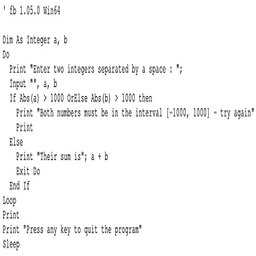 ' fb 1.05.0 Win64
Dim As Integer a, b
Do
  Print "Enter two integers separated by a space : ";
  Input "", a, b
  If Abs(a) > 1000 OrElse Abs(b) > 1000 then
    Print "Both numbers must be in the interval [-1000, 1000] - try again"
    Print
  Else
    Print "Their sum is"; a + b
    Exit Do
  End If
Loop
Print
Print "Press any key to quit the program"
Sleep